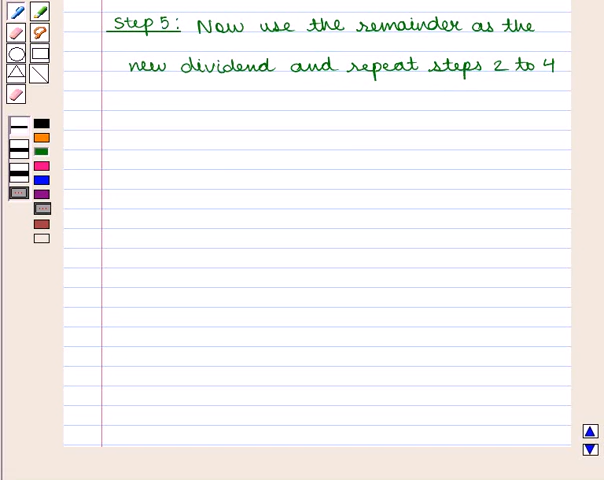 Step 5: Now use the remainder as the
new dividend and repeat steps 2 to 4